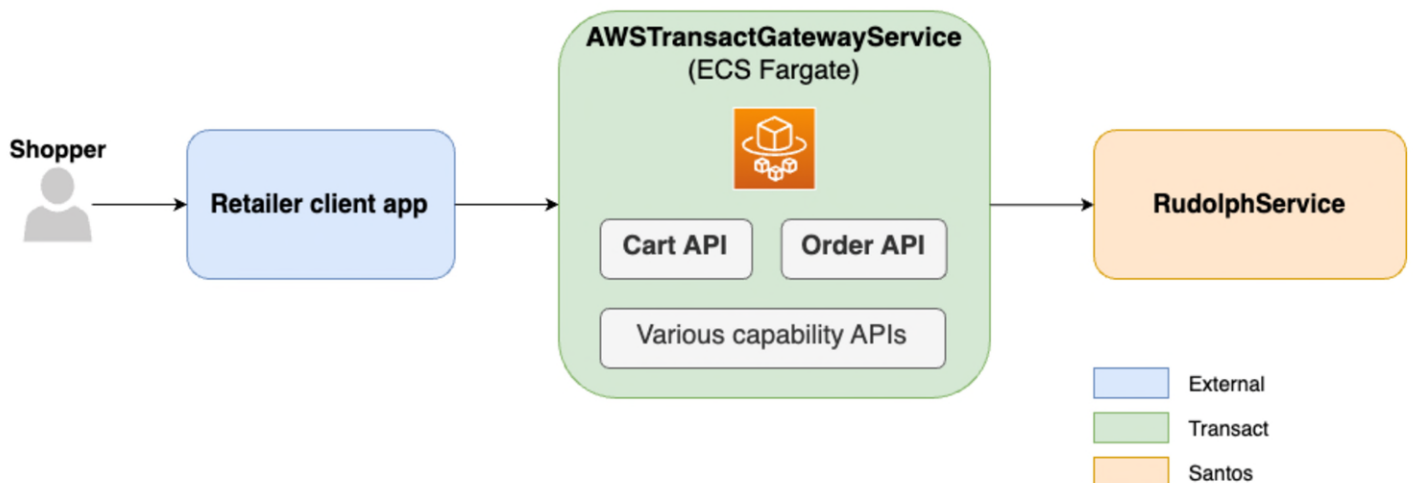 AWSTransactGatewayService
(ECS Fargate)
Shopper
Retailer client app
Cart API
Order API
Various capability APIs
RudolphService
External
Transact
Santos